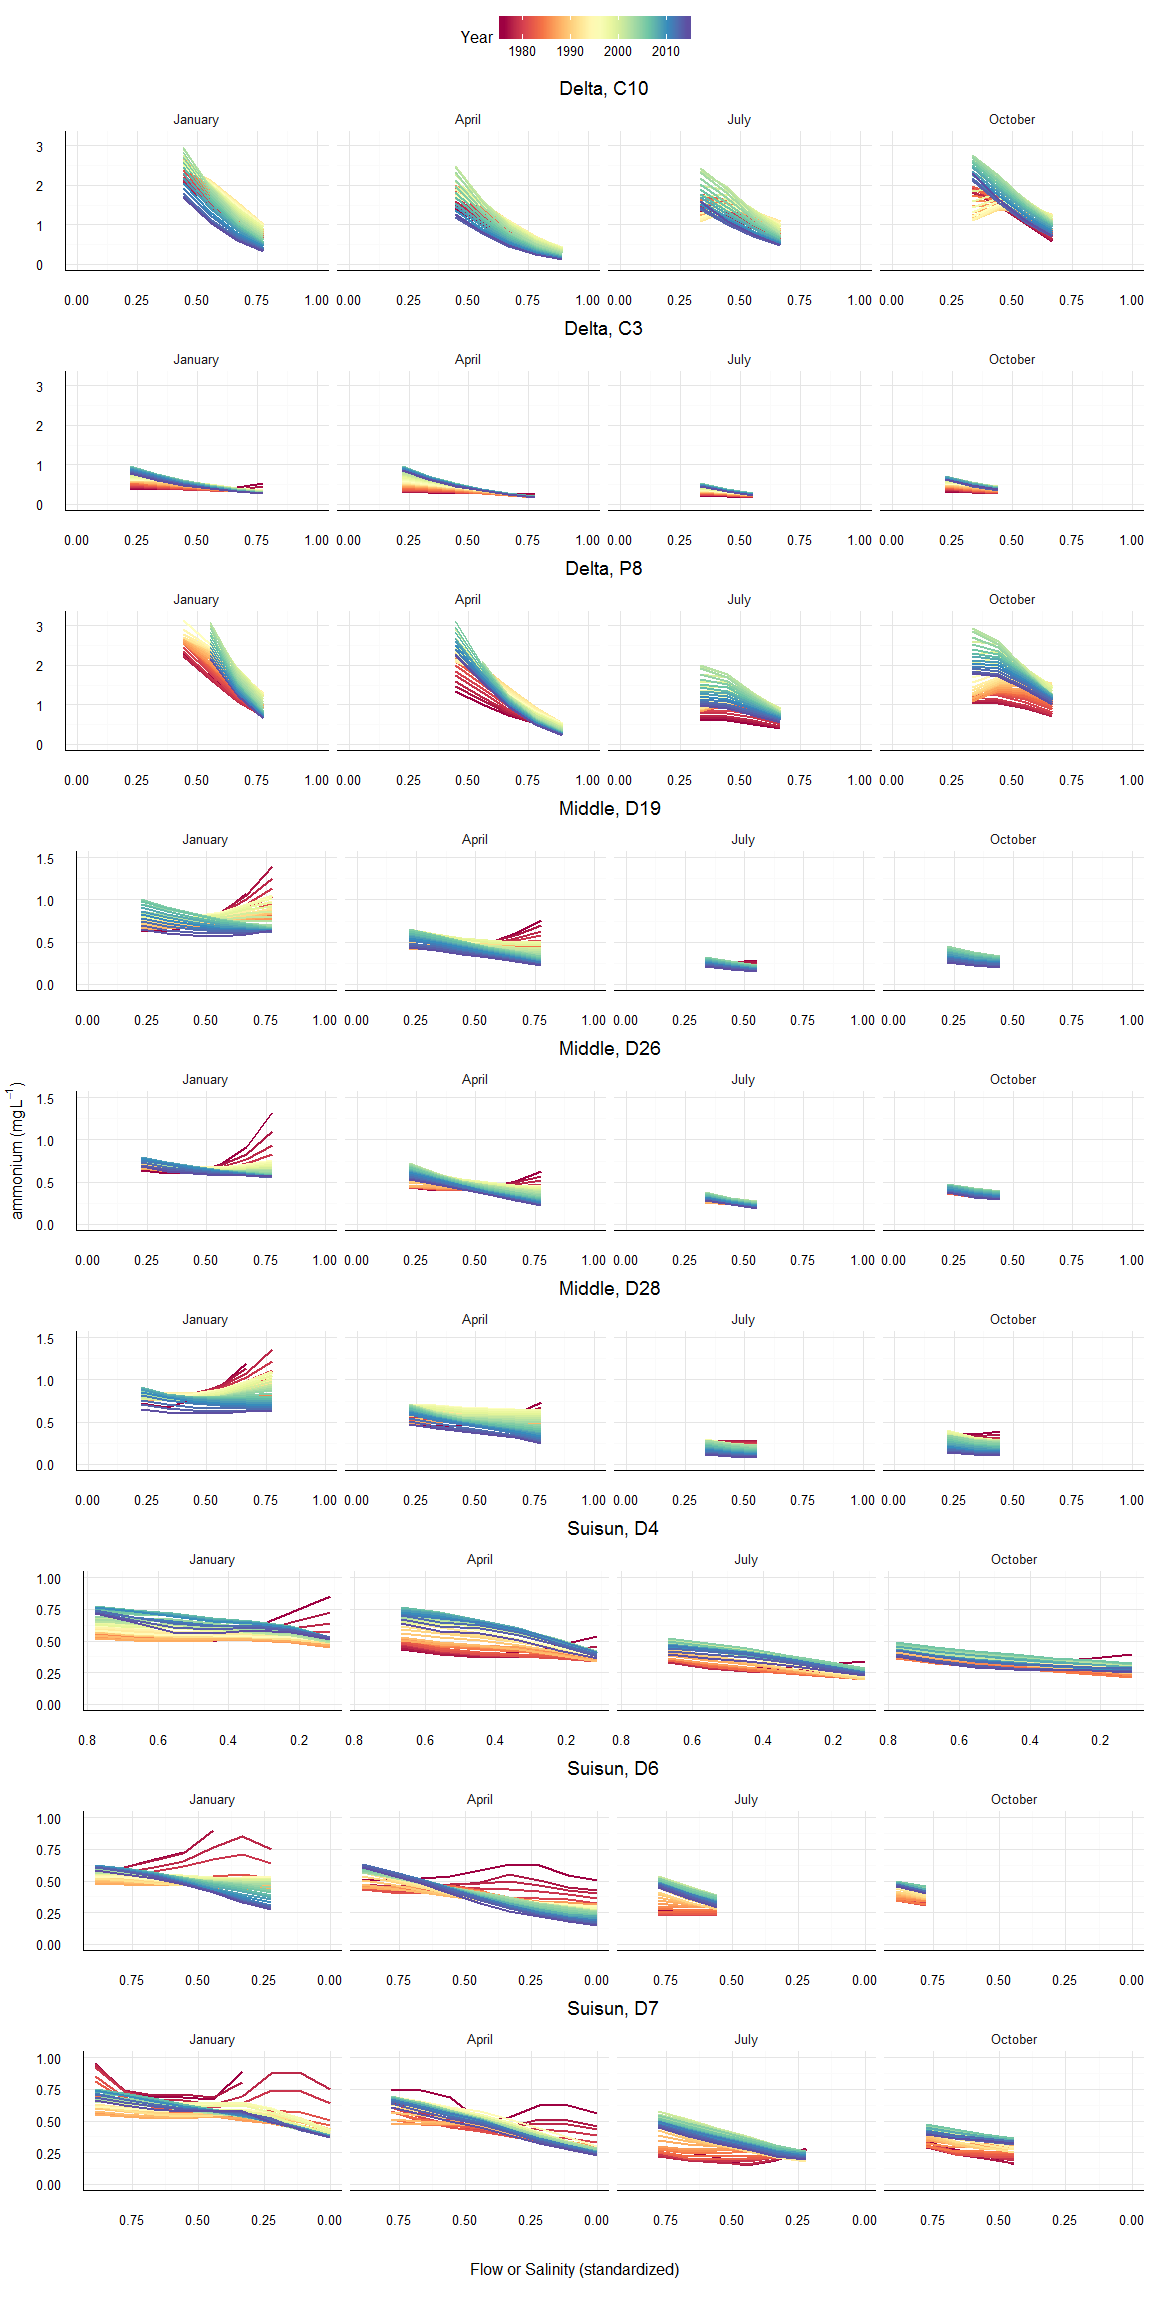 Year
1980 1990 2000 2010
Delta, C10
January April July October
3
2
1
0
0.00 0.25 0.50 0.75 1.00 0.00 0.25 0.50 0.75 1.00 0.00 0.25 0.50 0.75 1.00 0.00 0.25 0.50 0.75 1.00
Delta, C3
January April July October
3
2
1
0
0.00 0.25 0.50 0.75 1.00 0.00 0.25 0.50 0.75 1.00 0.00 0.25 0.50 0.75 1.00 0.00 0.25 0.50 0.75 1.00
Delta, P8
January April July October
3
2
1
0
0.00 0.25 0.50 0.75 1.00 0.00 0.25 0.50 0.75 1.00 0.00 0.25 0.50 0.75 1.00 0.00 0.25 0.50 0.75 1.00
Middle, D19
January April July October
1.5
1.0
0.5
0.0
0.00 0.25 0.50 0.75 1.00 0.00 0.25 0.50 0.75 1.00 0.00 0.25 0.50 0.75 1.00 0.00 0.25 0.50 0.75 1.00
Middle, D26
January April July October
1.5
1.0
0.5
0.0
0.00 0.25 0.50 0.75 1.00 0.00 0.25 0.50 0.75 1.00 0.00 0.25 0.50 0.75 1.00 0.00 0.25 0.50 0.75 1.00
ammonium (mgL⁻¹)
Middle, D28
January April July October
1.5
1.0
0.5
0.0
0.00 0.25 0.50 0.75 1.00 0.00 0.25 0.50 0.75 1.00 0.00 0.25 0.50 0.75 1.00 0.00 0.25 0.50 0.75 1.00
Suisun, D4
January April July October
1.00
0.75
0.50
0.25
0.00
0.8 0.6 0.4 0.2 0.8 0.6 0.4 0.2 0.8 0.6 0.4 0.2 0.8 0.6 0.4 0.2
Suisun, D6
January April July October
1.00
0.75
0.50
0.25
0.00
0.75 0.50 0.25 0.00 0.75 0.50 0.25 0.00 0.75 0.50 0.25 0.00 0.75 0.50 0.25 0.00
Suisun, D7
January April July October
1.00
0.75
0.50
0.25
0.00
0.75 0.50 0.25 0.00 0.75 0.50 0.25 0.00 0.75 0.50 0.25 0.00 0.75 0.50 0.25 0.00
Flow or Salinity (standardized)